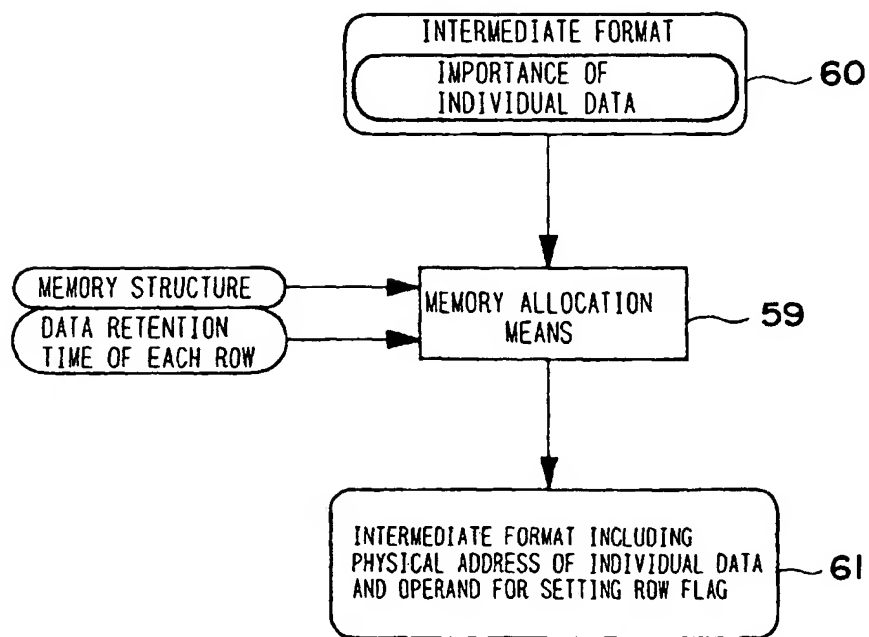 INTERMEDIATE FORMAT
IMPORTANCE OF
INDIVIDUAL DATA
60
MEMORY STRUCTURE
DATA RETENTION
TIME OF EACH ROW
MEMORY ALLOCATION
MEANS
59
INTERMEDIATE FORMAT INCLUDING
PHYSICAL ADDRESS OF INDIVIDUAL DATA
AND OPERAND FOR SETTING ROW FLAG
61